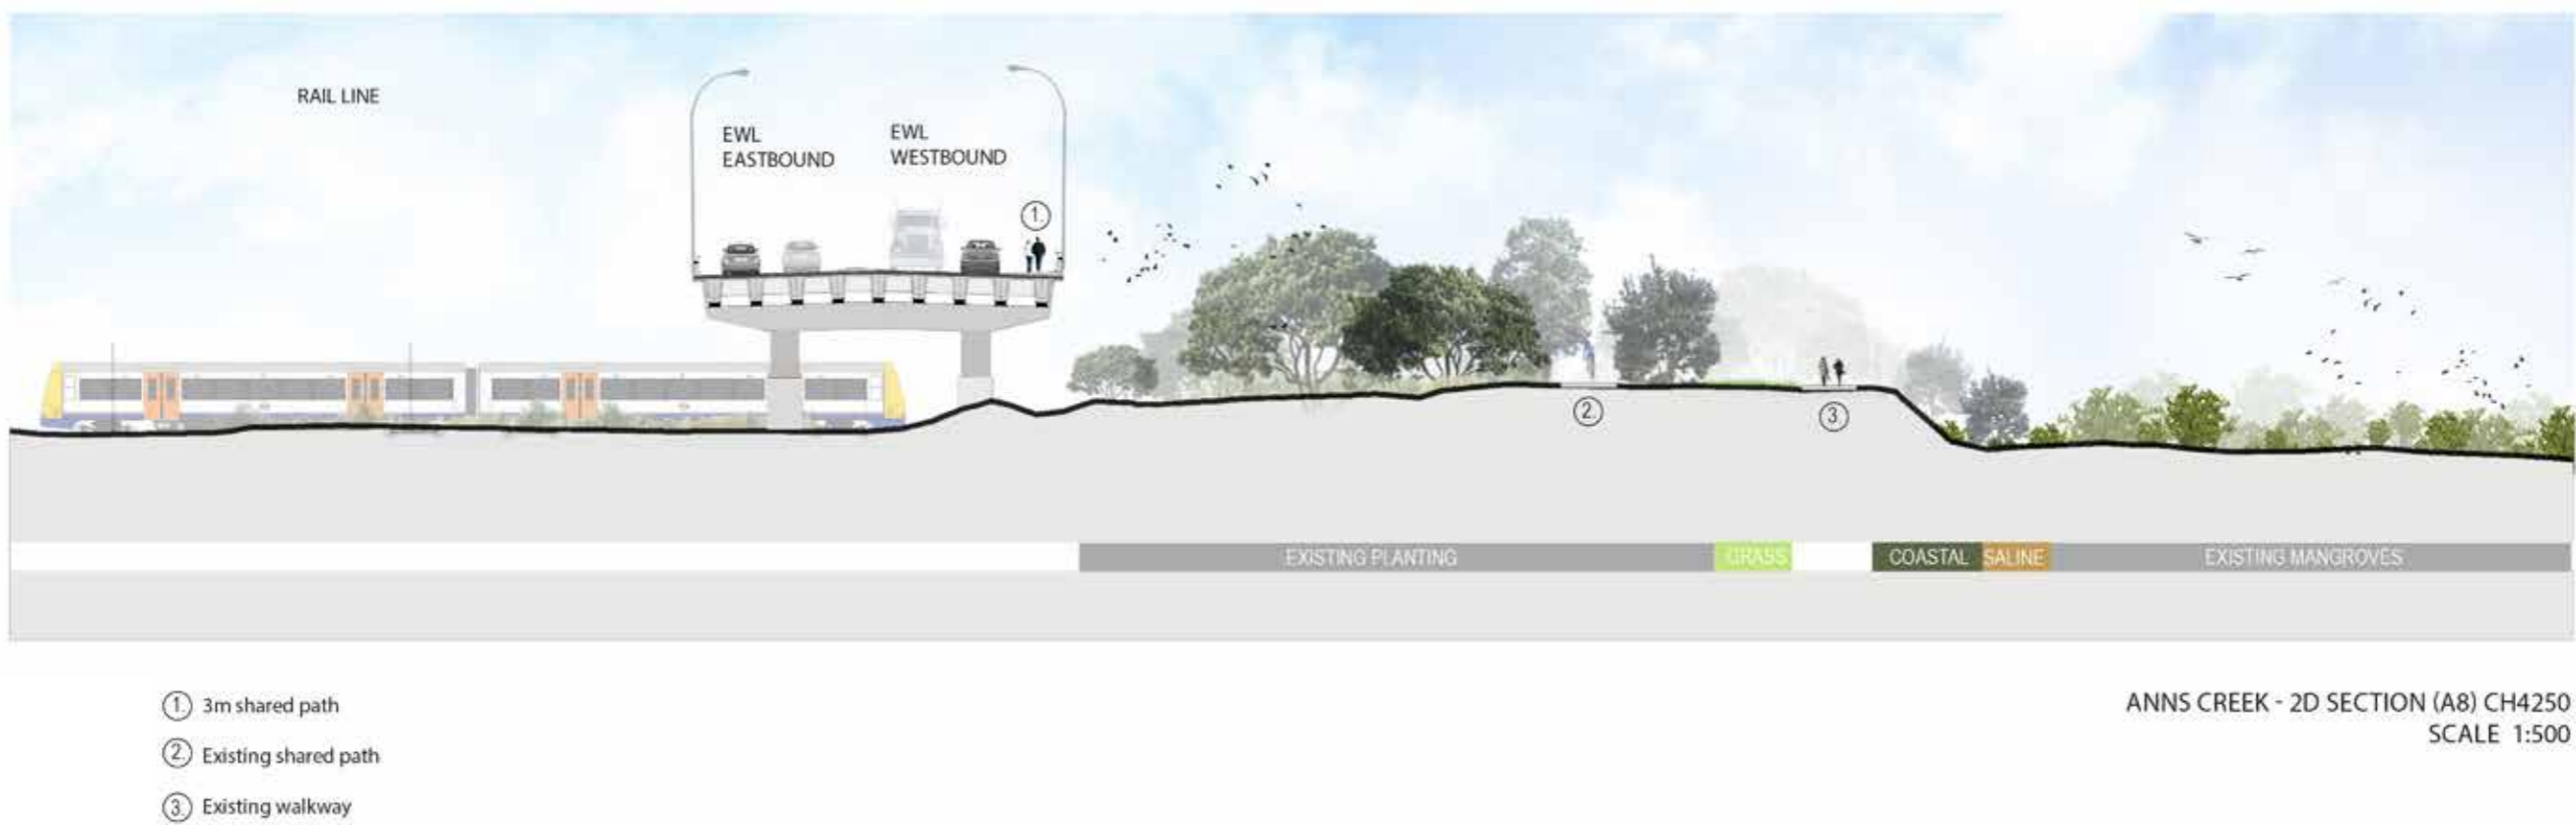 RAIL LINE
EWL
EASTBOUND
EWL
WESTBOUND
1.
2.
3.
EXISTING PLANTING
GRASS
COASTAL
SALINE
EXISTING MANGROVES
1. 3m shared path
2. Existing shared path
3. Existing walkway
ANNS CREEK - 2D SECTION (A8) CH4250
SCALE 1:500